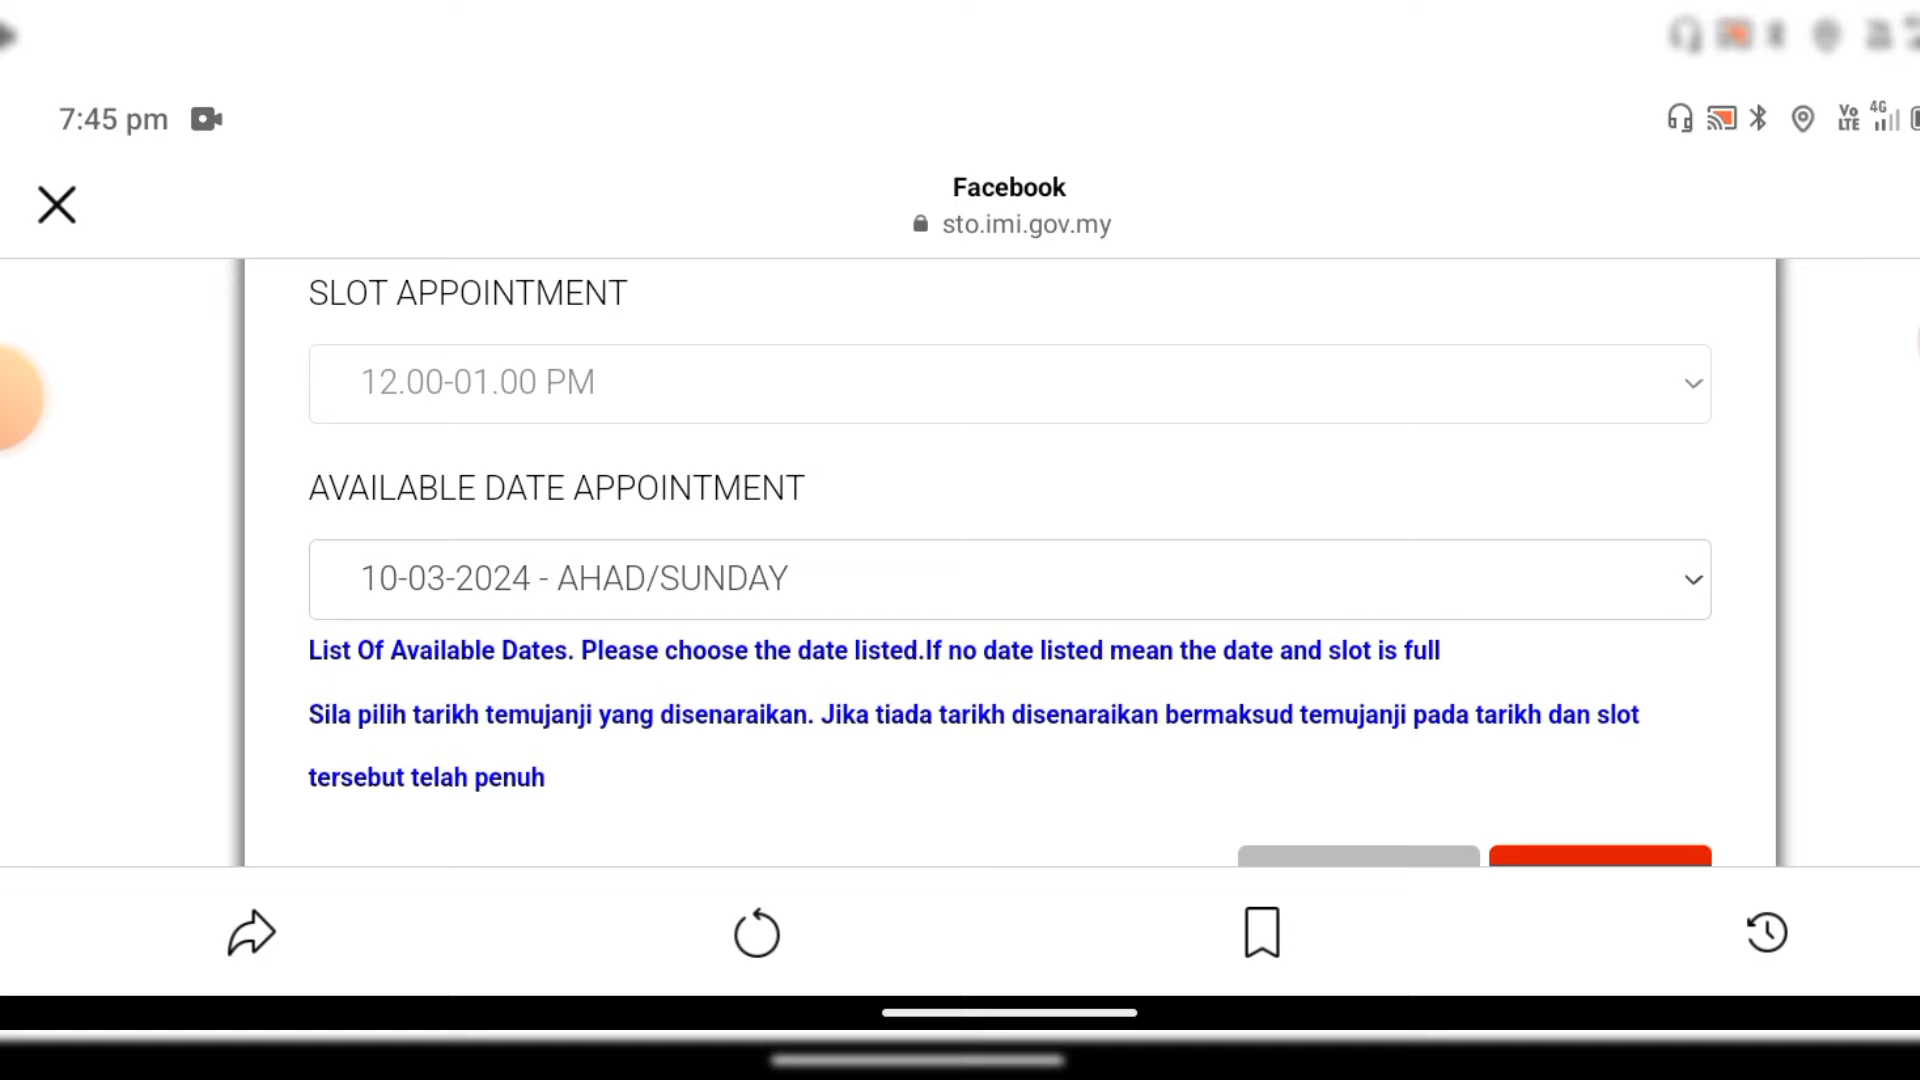 7:45 pm
Vo
LTE
4G
Facebook
sto.imi.gov.my
SLOT APPOINTMENT
12.00-01.00 PM
AVAILABLE DATE APPOINTMENT
10-03-2024 - AHAD/SUNDAY
List Of Available Dates. Please choose the date listed.If no date listed mean the date and slot is full
Sila pilih tarikh temujanji yang disenaraikan. Jika tiada tarikh disenaraikan bermaksud temujanji pada tarikh dan slot
tersebut telah penuh